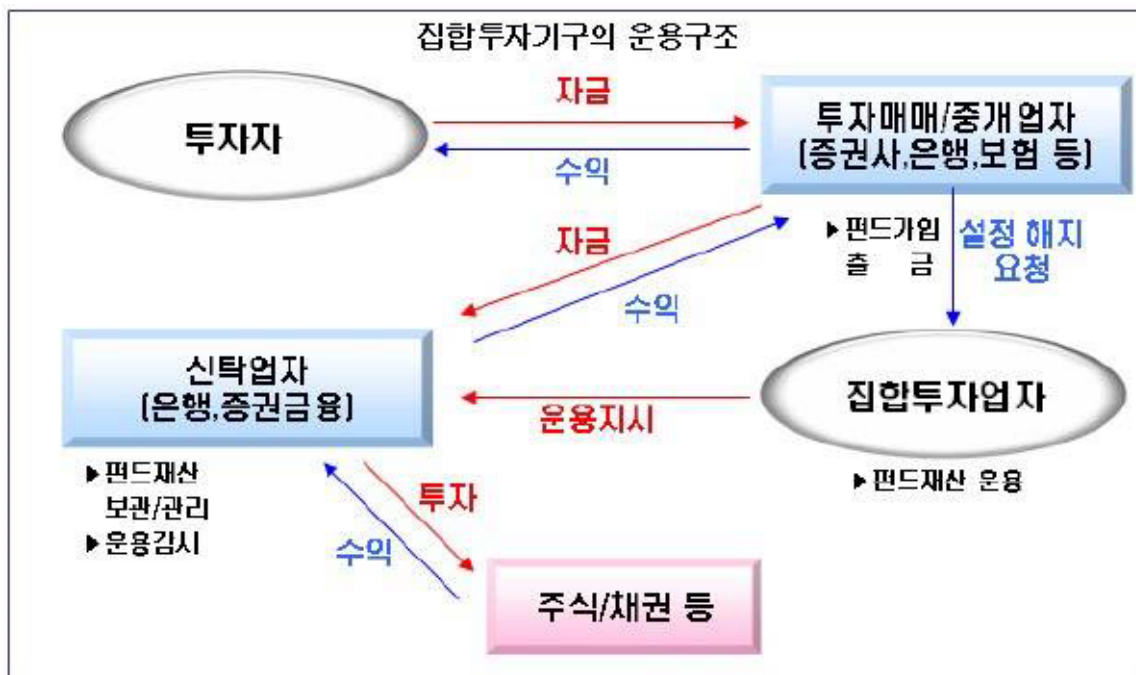 집합투자기구의 운용구조
투자자
자금
수익
투자매매/중개업자
(증권사,은행,보험 등)
자금
수익
▶펀드가입
출 금
설정 해지
요청
신탁업자
(은행,증권금융)
운용지시
집합투자업자
▶펀드재산
보관/관리
▶운용감시
▶펀드재산 운용
투자
수익
주식/채권 등